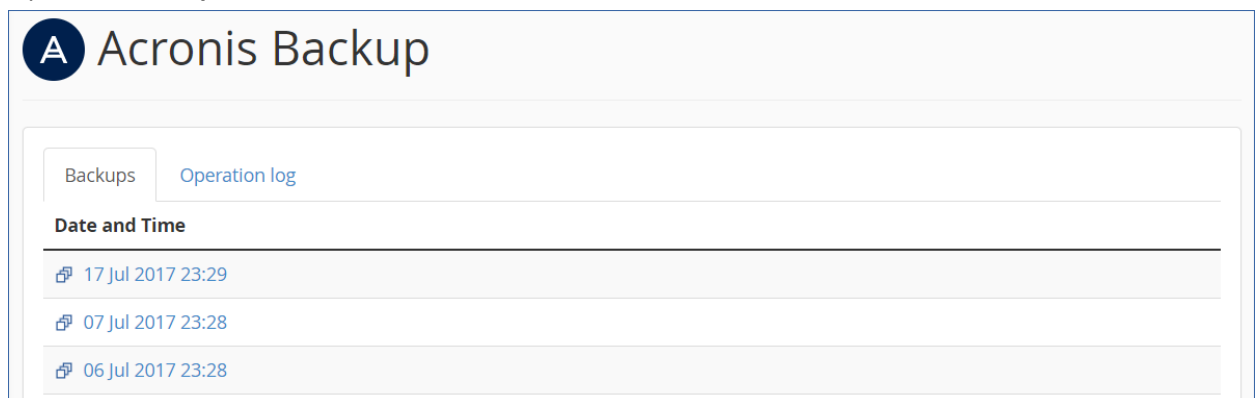 Acronis Backup
Backups Operation log
Date and Time
17 Jul 2017 23:29
07 Jul 2017 23:28
06 Jul 2017 23:28